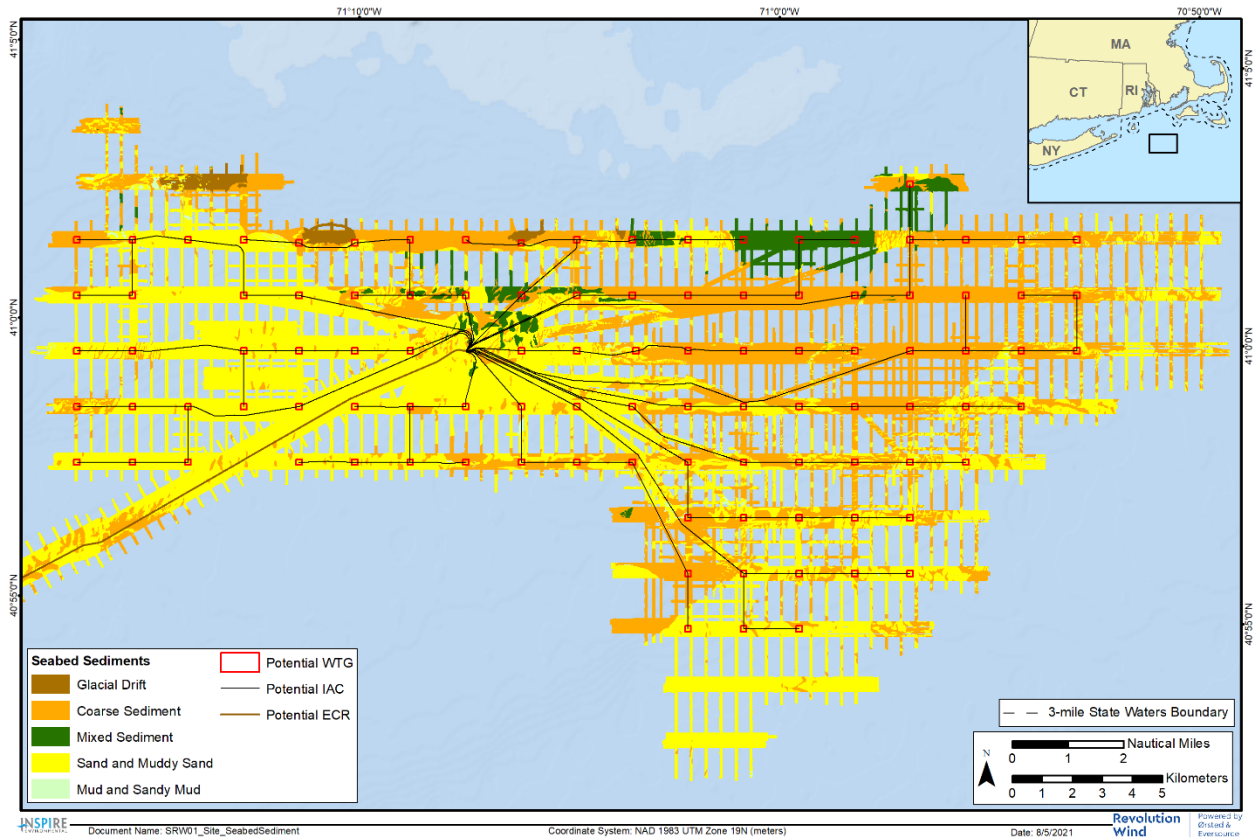 71°10'0"W
71°0'0"W
70°50'0"W
41°5'0"N
41°5'0"N
MA
CT
RI
NY
41°0'0"N
41°0'0"N
40°55'0"N
40°55'0"N
Seabed Sediments
Glacial Drift
Coarse Sediment
Mixed Sediment
Sand and Muddy Sand
Mud and Sandy Mud
Potential WTG
Potential IAC
Potential ECR
3-mile State Waters Boundary
N
Nautical Miles
0 1 2
Kilometers
0 1 2 3 4 5
INSPIRE
ENVIRONMENTAL
Document Name: SRW01_Site_SeabedSediment
Coordinate System: NAD 1983 UTM Zone 19N (meters)
Date: 8/5/2021
Revolution
Wind
Powered by
Ørsted &
Eversource